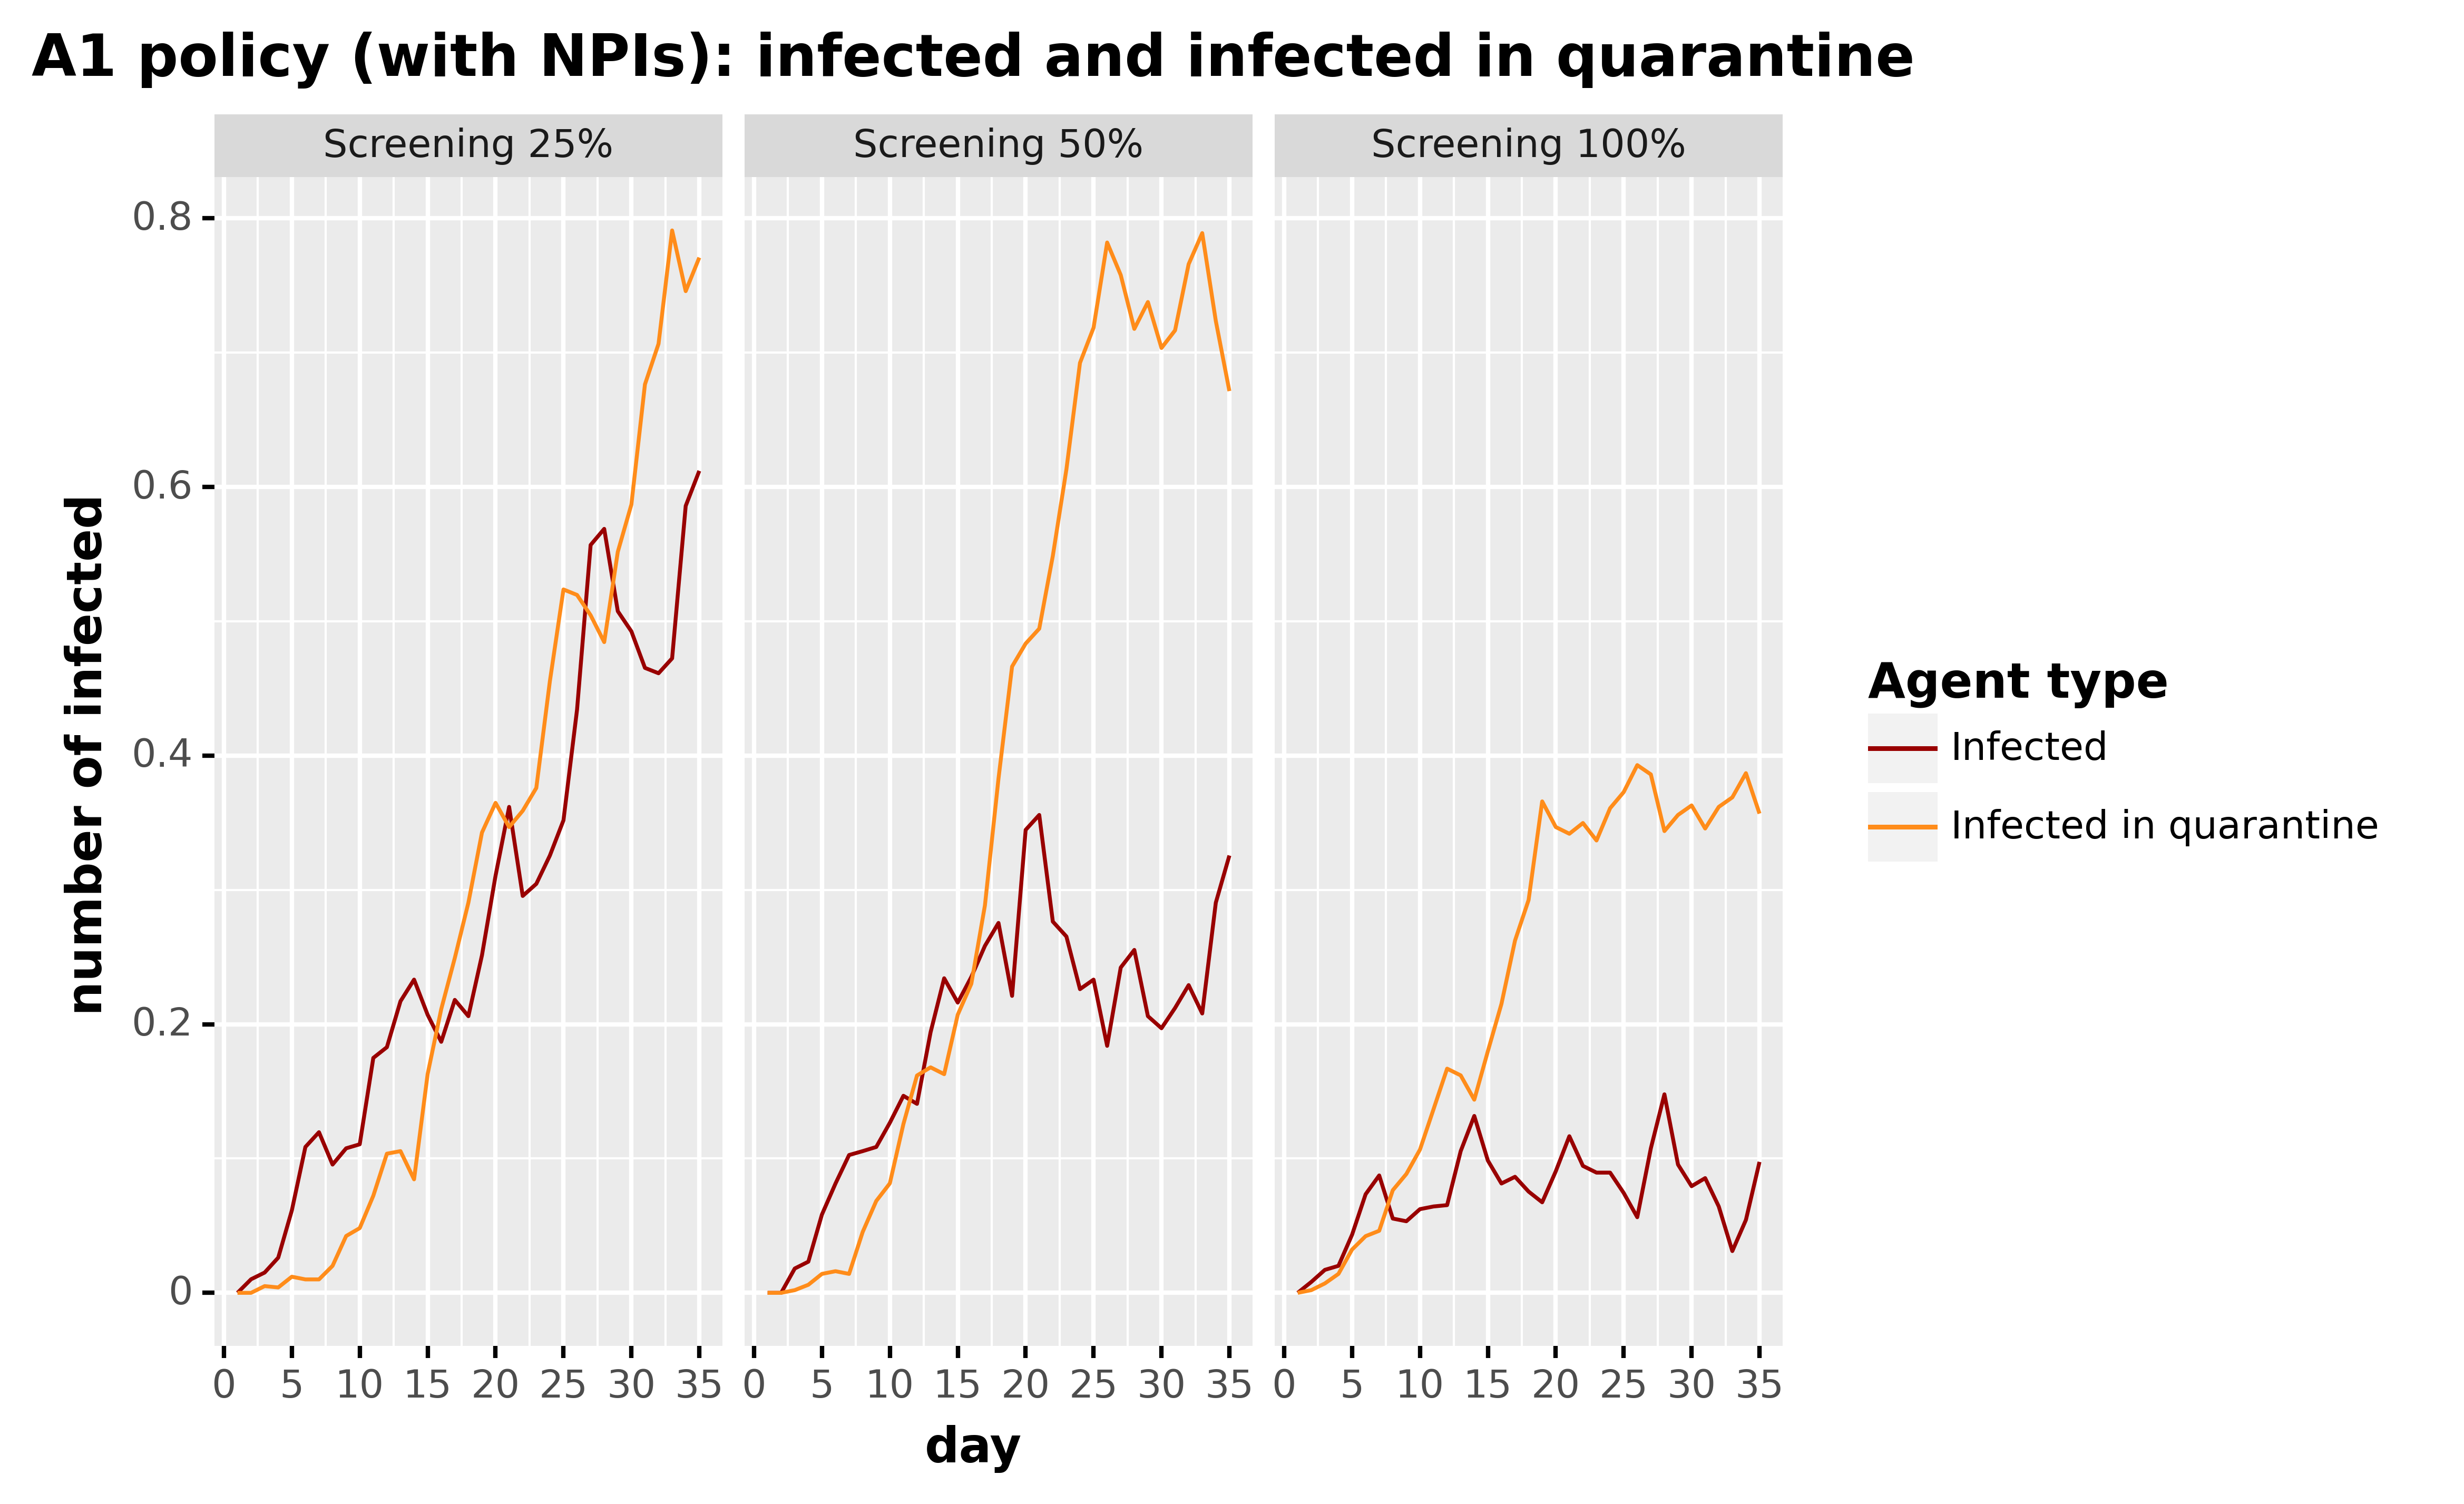 A1 policy (with NPIs): infected and infected in quarantine
Screening 25% Screening 50% Screening 100%
0.8
0.6
0.4
0.2
0
number of infected
0 5 10 15 20 25 30 35 0 5 10 15 20 25 30 35 0 5 10 15 20 25 30 35
day
Agent type
Infected
Infected in quarantine